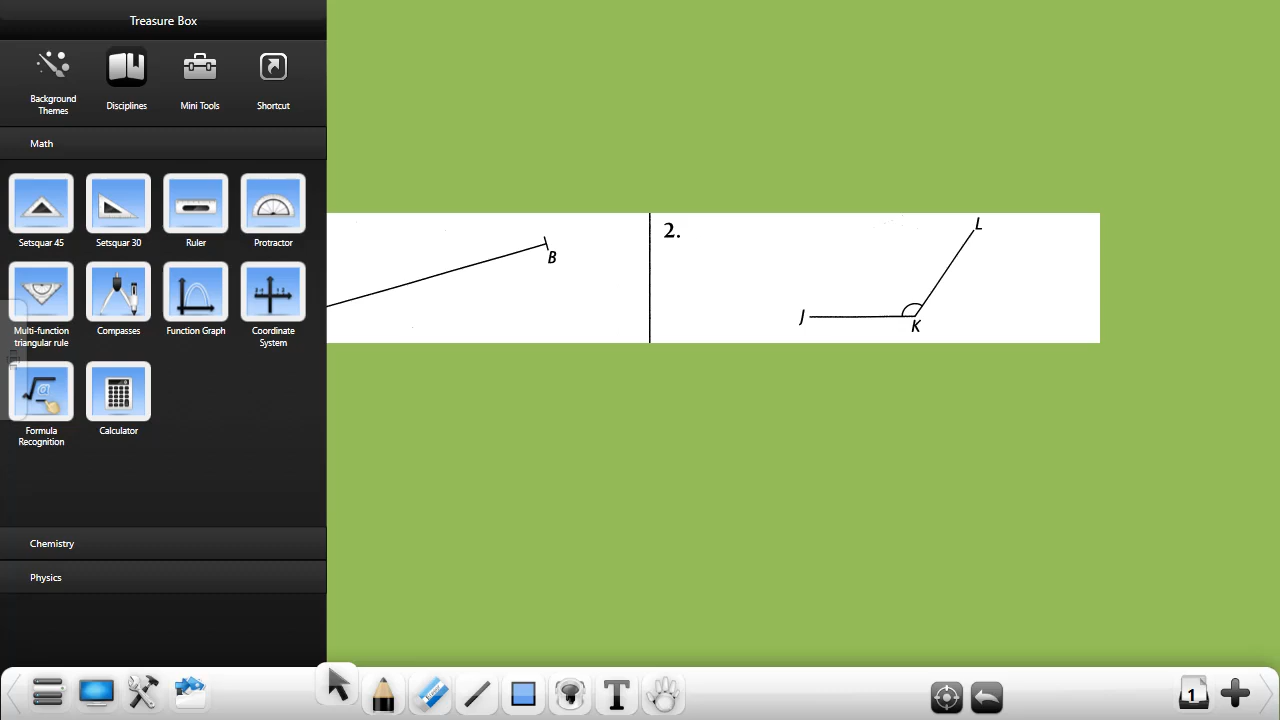 Treasure Box
Background Themes
Disciplines
Mini Tools
Shortcut
Math
Setsquar 45
Setsquar 30
Ruler
Protractor
Multi-function triangular rule
Compasses
Function Graph
Coordinate System
Formula Recognition
Calculator
Chemistry
Physics
B
2.
L
J
K
1